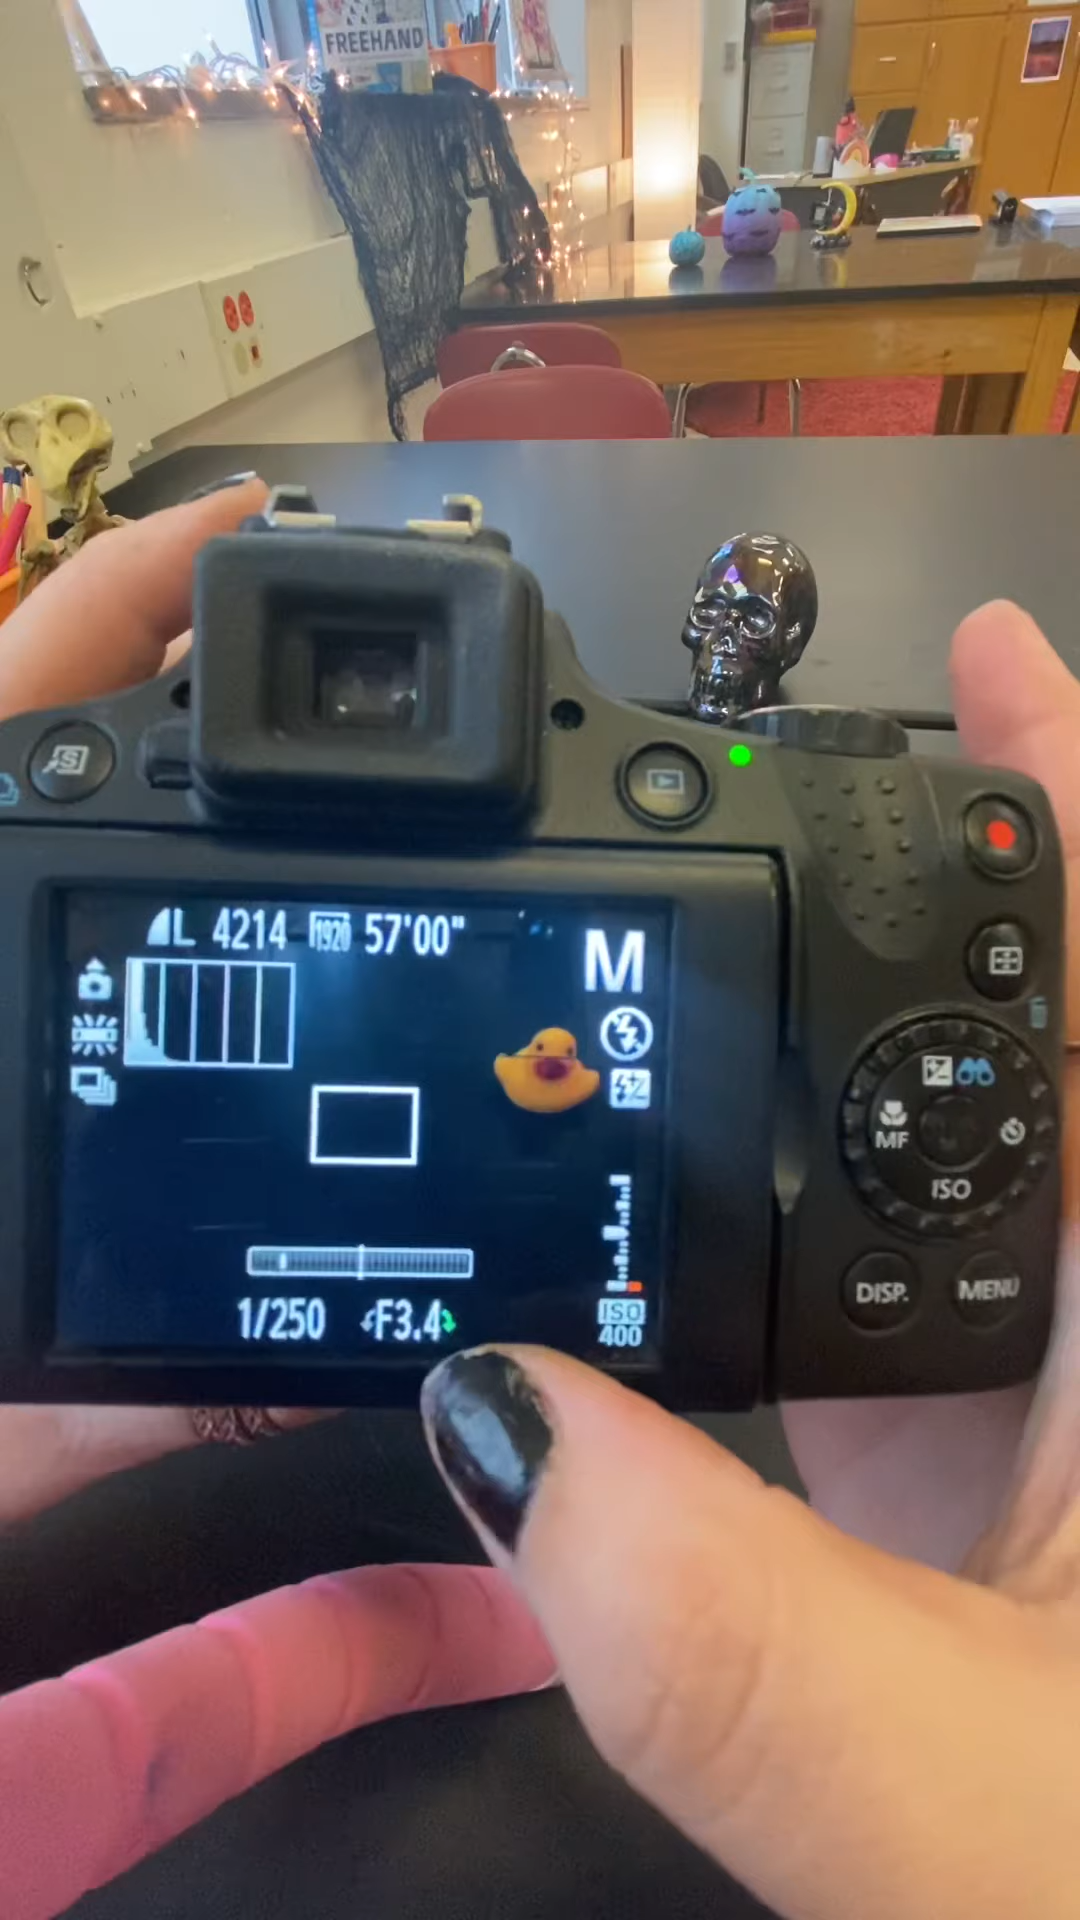 FREEHAND
L 4214 1920 57'00"
M
1/250 F3.4
ISO
400
MF
ISO
DISP. MENU